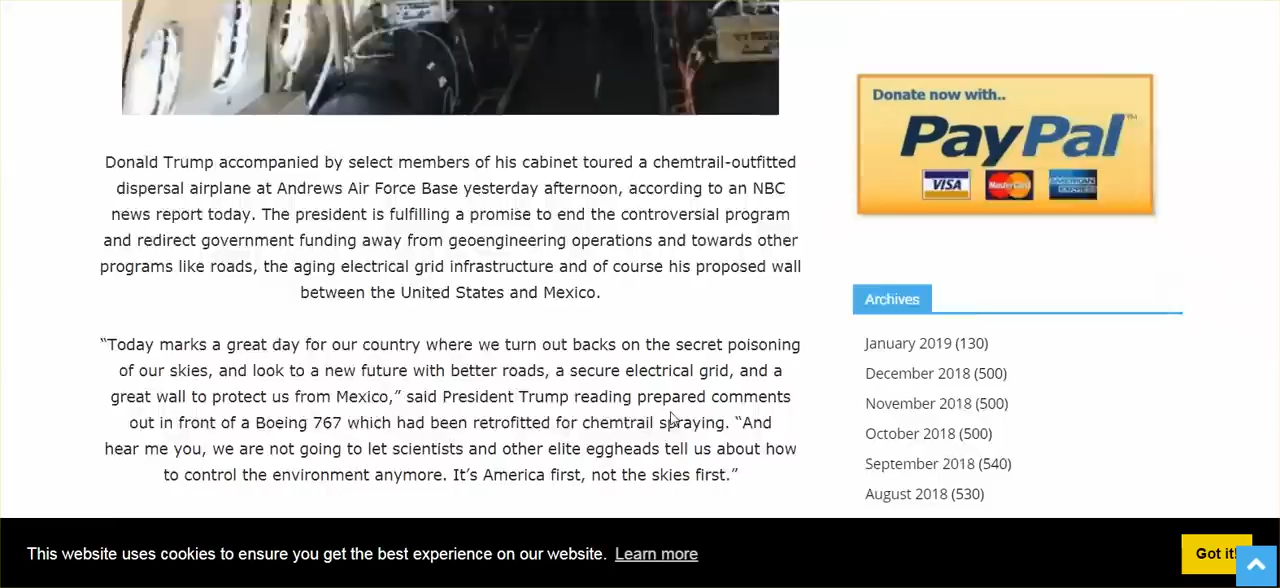 Donate now with..
PayPal™
VISA
MasterCard
AMERICAN EXPRESS
Donald Trump accompanied by select members of his cabinet toured a chemtrail-outfitted
dispersal airplane at Andrews Air Force Base yesterday afternoon, according to an NBC
news report today. The president is fulfilling a promise to end the controversial program
and redirect government funding away from geoengineering operations and towards other
programs like roads, the aging electrical grid infrastructure and of course his proposed wall
between the United States and Mexico.
“Today marks a great day for our country where we turn out backs on the secret poisoning
of our skies, and look to a new future with better roads, a secure electrical grid, and a
great wall to protect us from Mexico,” said President Trump reading prepared comments
out in front of a Boeing 767 which had been retrofitted for chemtrail spraying. “And
hear me you, we are not going to let scientists and other elite eggheads tell us about how
to control the environment anymore. It’s America first, not the skies first.”
Archives
January 2019 (130)
December 2018 (500)
November 2018 (500)
October 2018 (500)
September 2018 (540)
August 2018 (530)
This website uses cookies to ensure you get the best experience on our website. Learn more
Got it!